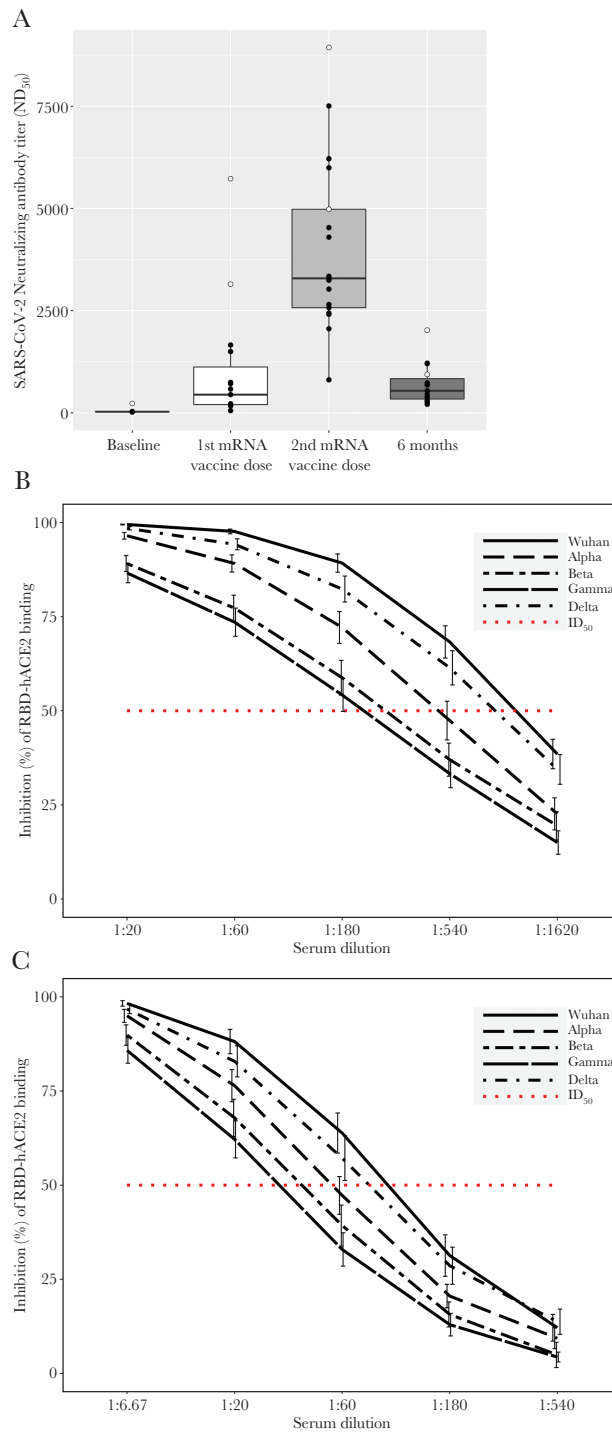 A
SARS-CoV-2 Neutralizing antibody titer (ND50)
7500
5000
2500
0
Baseline
1st mRNA
vaccine dose
2nd mRNA
vaccine dose
6 months
B
Inhibition (%) of RBD-hACE2 binding
100
75
50
25
0
Wuhan
Alpha
Beta
Gamma
Delta
ID50
1:20
1:60
1:180
1:540
1:1620
Serum dilution
C
Inhibition (%) of RBD-hACE2 binding
100
75
50
25
0
Wuhan
Alpha
Beta
Gamma
Delta
ID50
1:6.67
1:20
1:60
1:180
1:540
Serum dilution